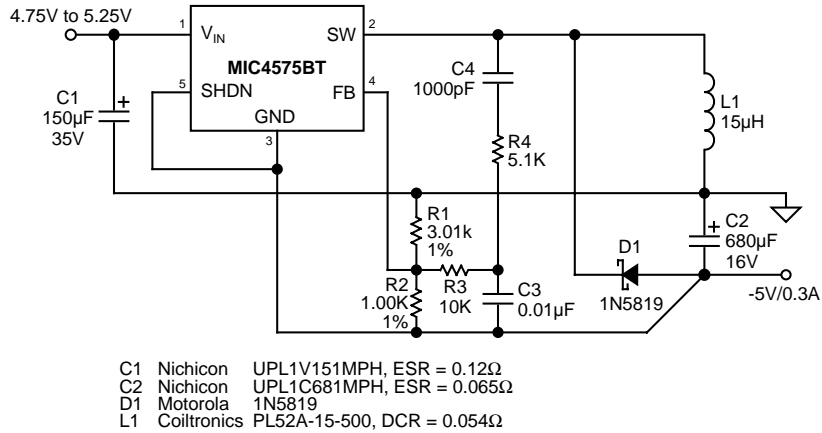 4.75V to 5.25V
1
VIN
SW
2
MIC4575BT
5
SHDN
FB
4
GND
3
C1
150µF
35V
+
C4
1000pF
R4
5.1K
L1
15µH
R1
3.01k
1%
R2
1.00K
1%
R3
10K
C3
0.01µF
D1
1N5819
+
C2
680µF
16V
-5V/0.3A
C1 Nichicon UPL1V151MPH, ESR = 0.12Ω
C2 Nichicon UPL1C681MPH, ESR = 0.065Ω
D1 Motorola 1N5819
L1 Coiltronics PL52A-15-500, DCR = 0.054Ω